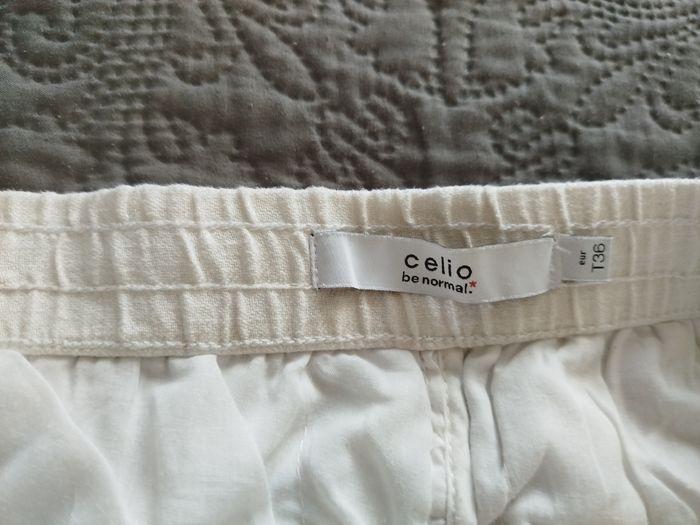 celio
be normal.*
eur
T36